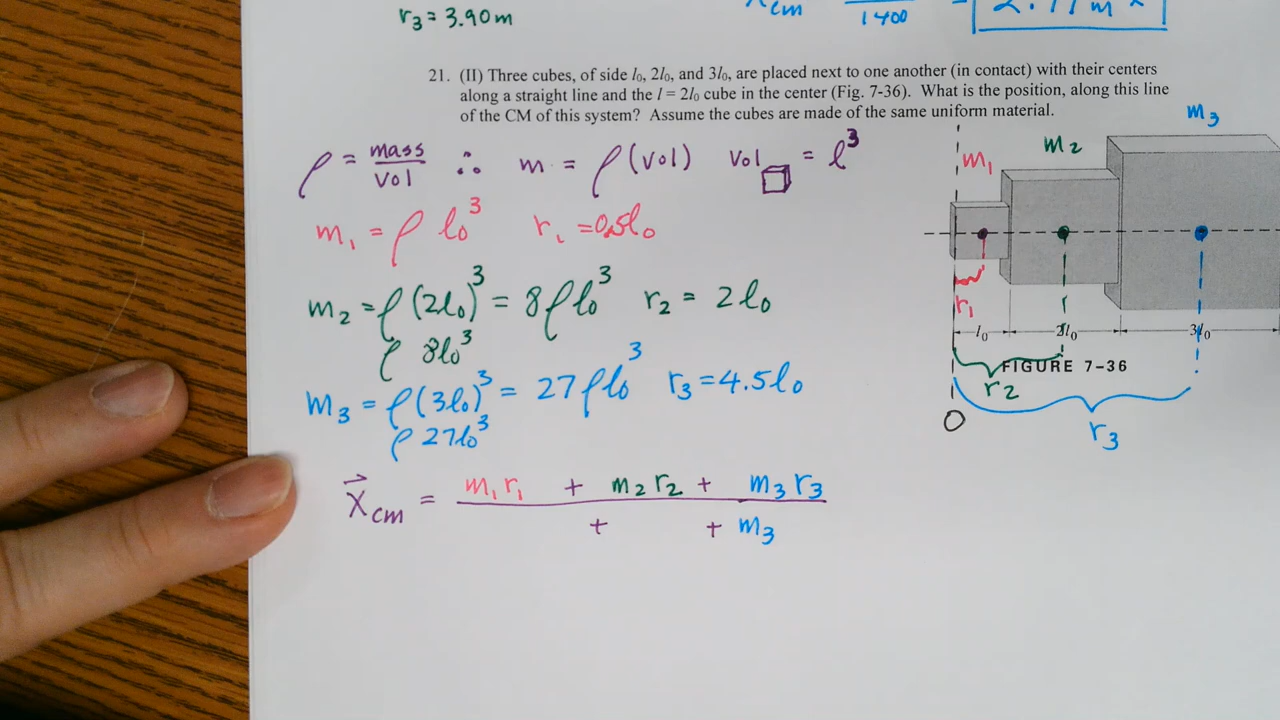 r₃ = 3.90m
x cm 1400 = 2.
21. (II) Three cubes, of side l₀, 2l₀, and 3l₀, are placed next to one another (in contact) with their centers
along a straight line and the l = 2l₀ cube in the center (Fig. 7-36). What is the position, along this line
of the CM of this system? Assume the cubes are made of the same uniform material.
ρ = mass/vol ∴ m = ρ(vol) vol = l³
m₁ = ρ l₀³ r₁ = 0.5l₀
m₂ = ρ(2l₀)³ = 8ρl₀³ r₂ = 2l₀
ρ 8l₀³
m₃ = ρ(3l₀)³ = 27ρl₀³ r₃ = 4.5l₀
ρ 27l₀³
x⃗cm = m₁r₁ + m₂r₂ + m₃r₃
+ + m₃
m₁ m₂ m₃
r₁
l₀ 2l₀ 3l₀
FIGURE 7-36
r₂
O r₃